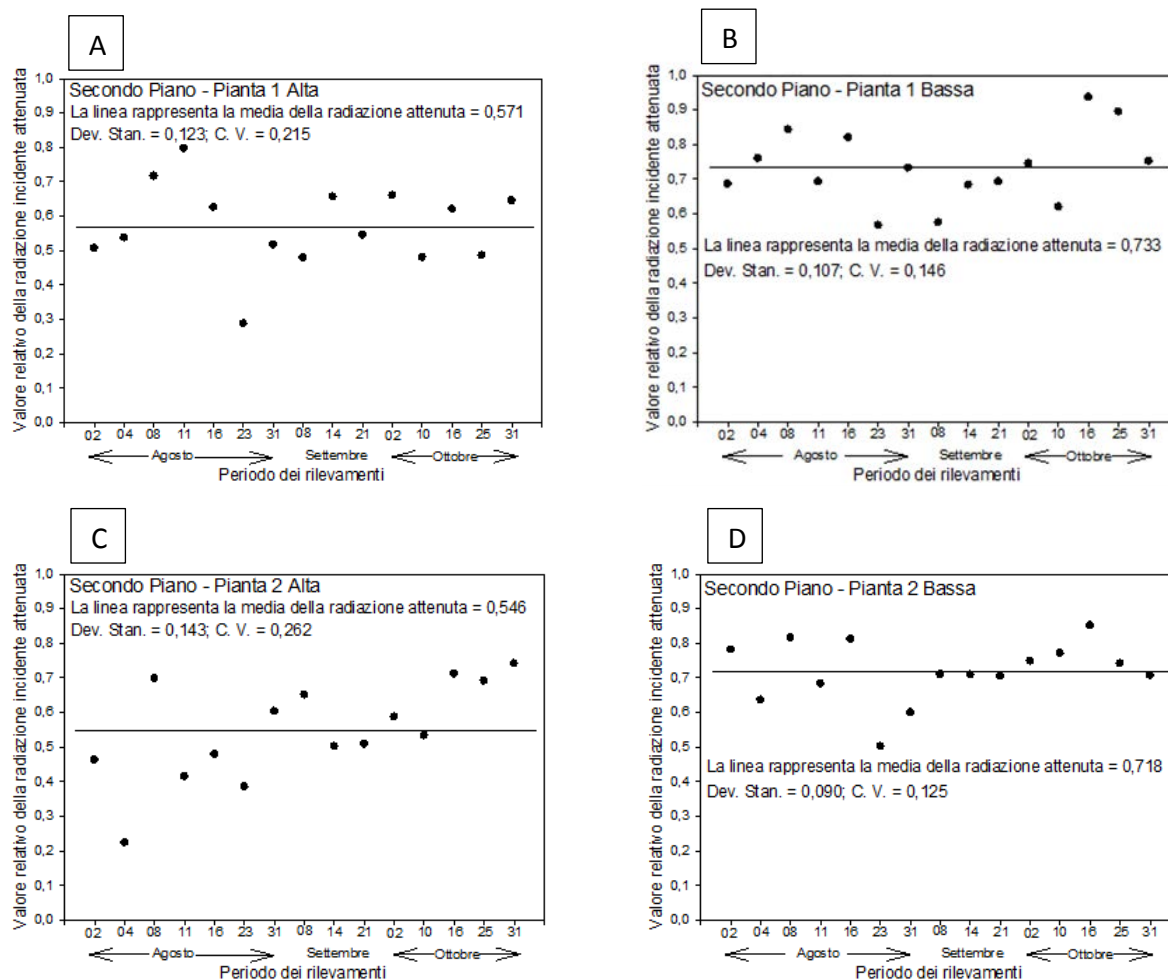 A
Valore relativo della radiazione incidente attenuata
1,0
0,9
0,8
0,7
0,6
0,5
0,4
0,3
0,2
0,1
0,0
Secondo Piano - Pianta 1 Alta
La linea rappresenta la media della radiazione attenuta = 0,571
Dev. Stan. = 0,123; C. V. = 0,215
02 04 08 11 16 23 31 08 14 21 02 10 16 25 31
Agosto Settembre Ottobre
Periodo dei rilevamenti
B
Valore relativo della radiazione incidente attenuata
1,0
0,9
0,8
0,7
0,6
0,5
0,4
0,3
0,2
0,1
0,0
Secondo Piano - Pianta 1 Bassa
La linea rappresenta la media della radiazione attenuta = 0,733
Dev. Stan. = 0,107; C. V. = 0,146
02 04 08 11 16 23 31 08 14 21 02 10 16 25 31
Agosto Settembre Ottobre
Periodo dei rilevamenti
C
Valore relativo della radiazione incidente attenuata
1,0
0,9
0,8
0,7
0,6
0,5
0,4
0,3
0,2
0,1
0,0
Secondo Piano - Pianta 2 Alta
La linea rappresenta la media della radiazione attenuta = 0,546
Dev. Stan. = 0,143; C. V. = 0,262
02 04 08 11 16 23 31 08 14 21 02 10 16 25 31
Agosto Settembre Ottobre
Periodo dei rilevamenti
D
Valore relativo della radiazione incidente attenuata
1,0
0,9
0,8
0,7
0,6
0,5
0,4
0,3
0,2
0,1
0,0
Secondo Piano - Pianta 2 Bassa
La linea rappresenta la media della radiazione attenuta = 0,718
Dev. Stan. = 0,090; C. V. = 0,125
02 04 08 11 16 23 31 08 14 21 02 10 16 25 31
Agosto Settembre Ottobre
Periodo dei rilevamenti